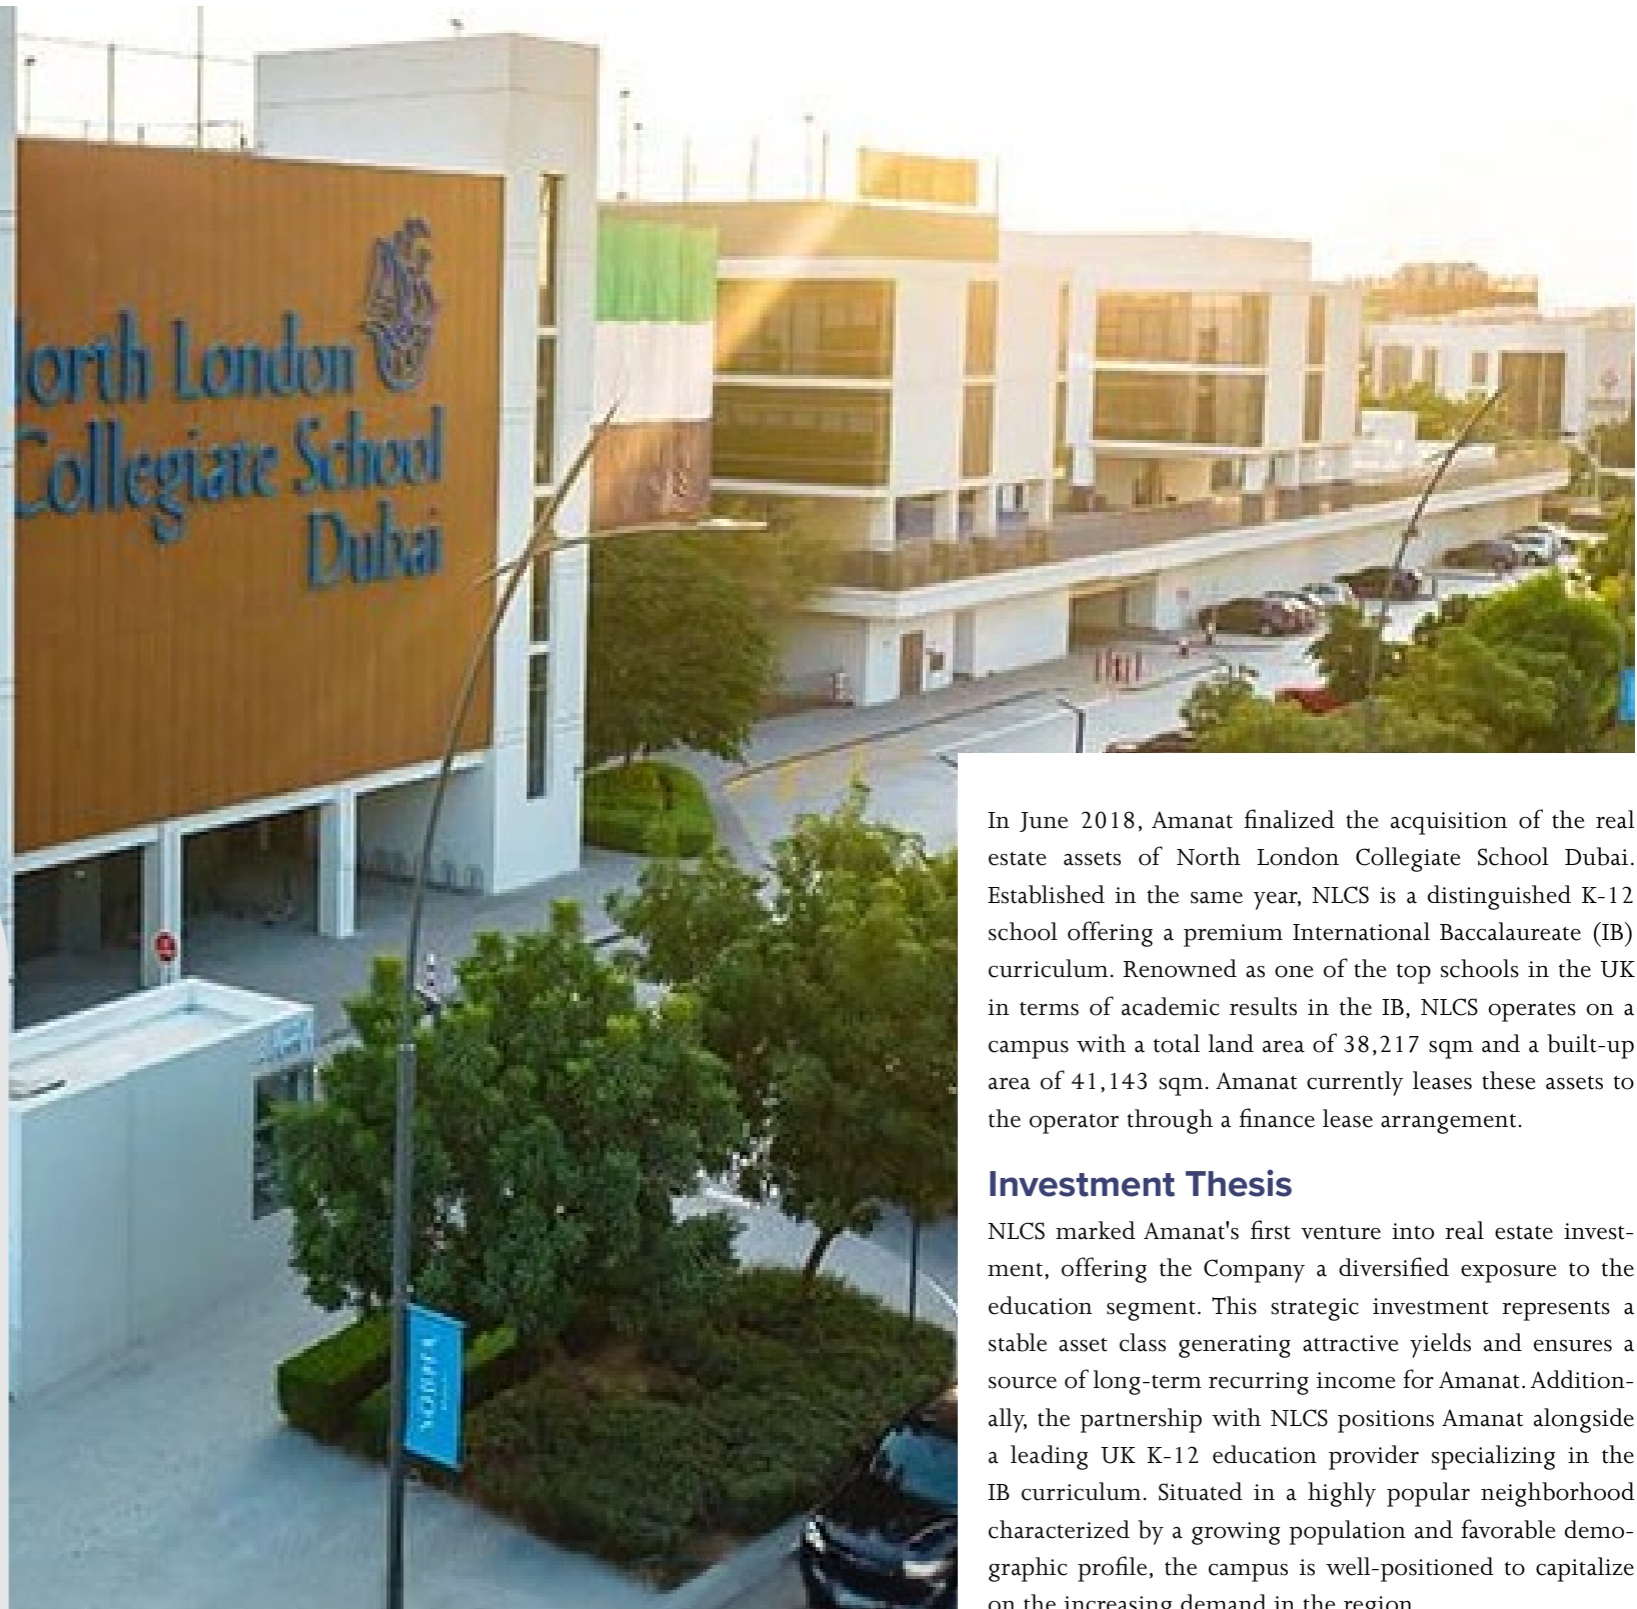 orth London
Collegiate School
Dubai
In June 2018, Amanat finalized the acquisition of the real
estate assets of North London Collegiate School Dubai.
Established in the same year, NLCS is a distinguished K-12
school offering a premium International Baccalaureate (IB)
curriculum. Renowned as one of the top schools in the UK
in terms of academic results in the IB, NLCS operates on a
campus with a total land area of 38,217 sqm and a built-up
area of 41,143 sqm. Amanat currently leases these assets to
the operator through a finance lease arrangement.
Investment Thesis
NLCS marked Amanat's first venture into real estate invest-
ment, offering the Company a diversified exposure to the
education segment. This strategic investment represents a
stable asset class generating attractive yields and ensures a
source of long-term recurring income for Amanat. Addition-
ally, the partnership with NLCS positions Amanat alongside
a leading UK K-12 education provider specializing in the
IB curriculum. Situated in a highly popular neighborhood
characterized by a growing population and favorable demo-
graphic profile, the campus is well-positioned to capitalize
on the increasing demand in the region.